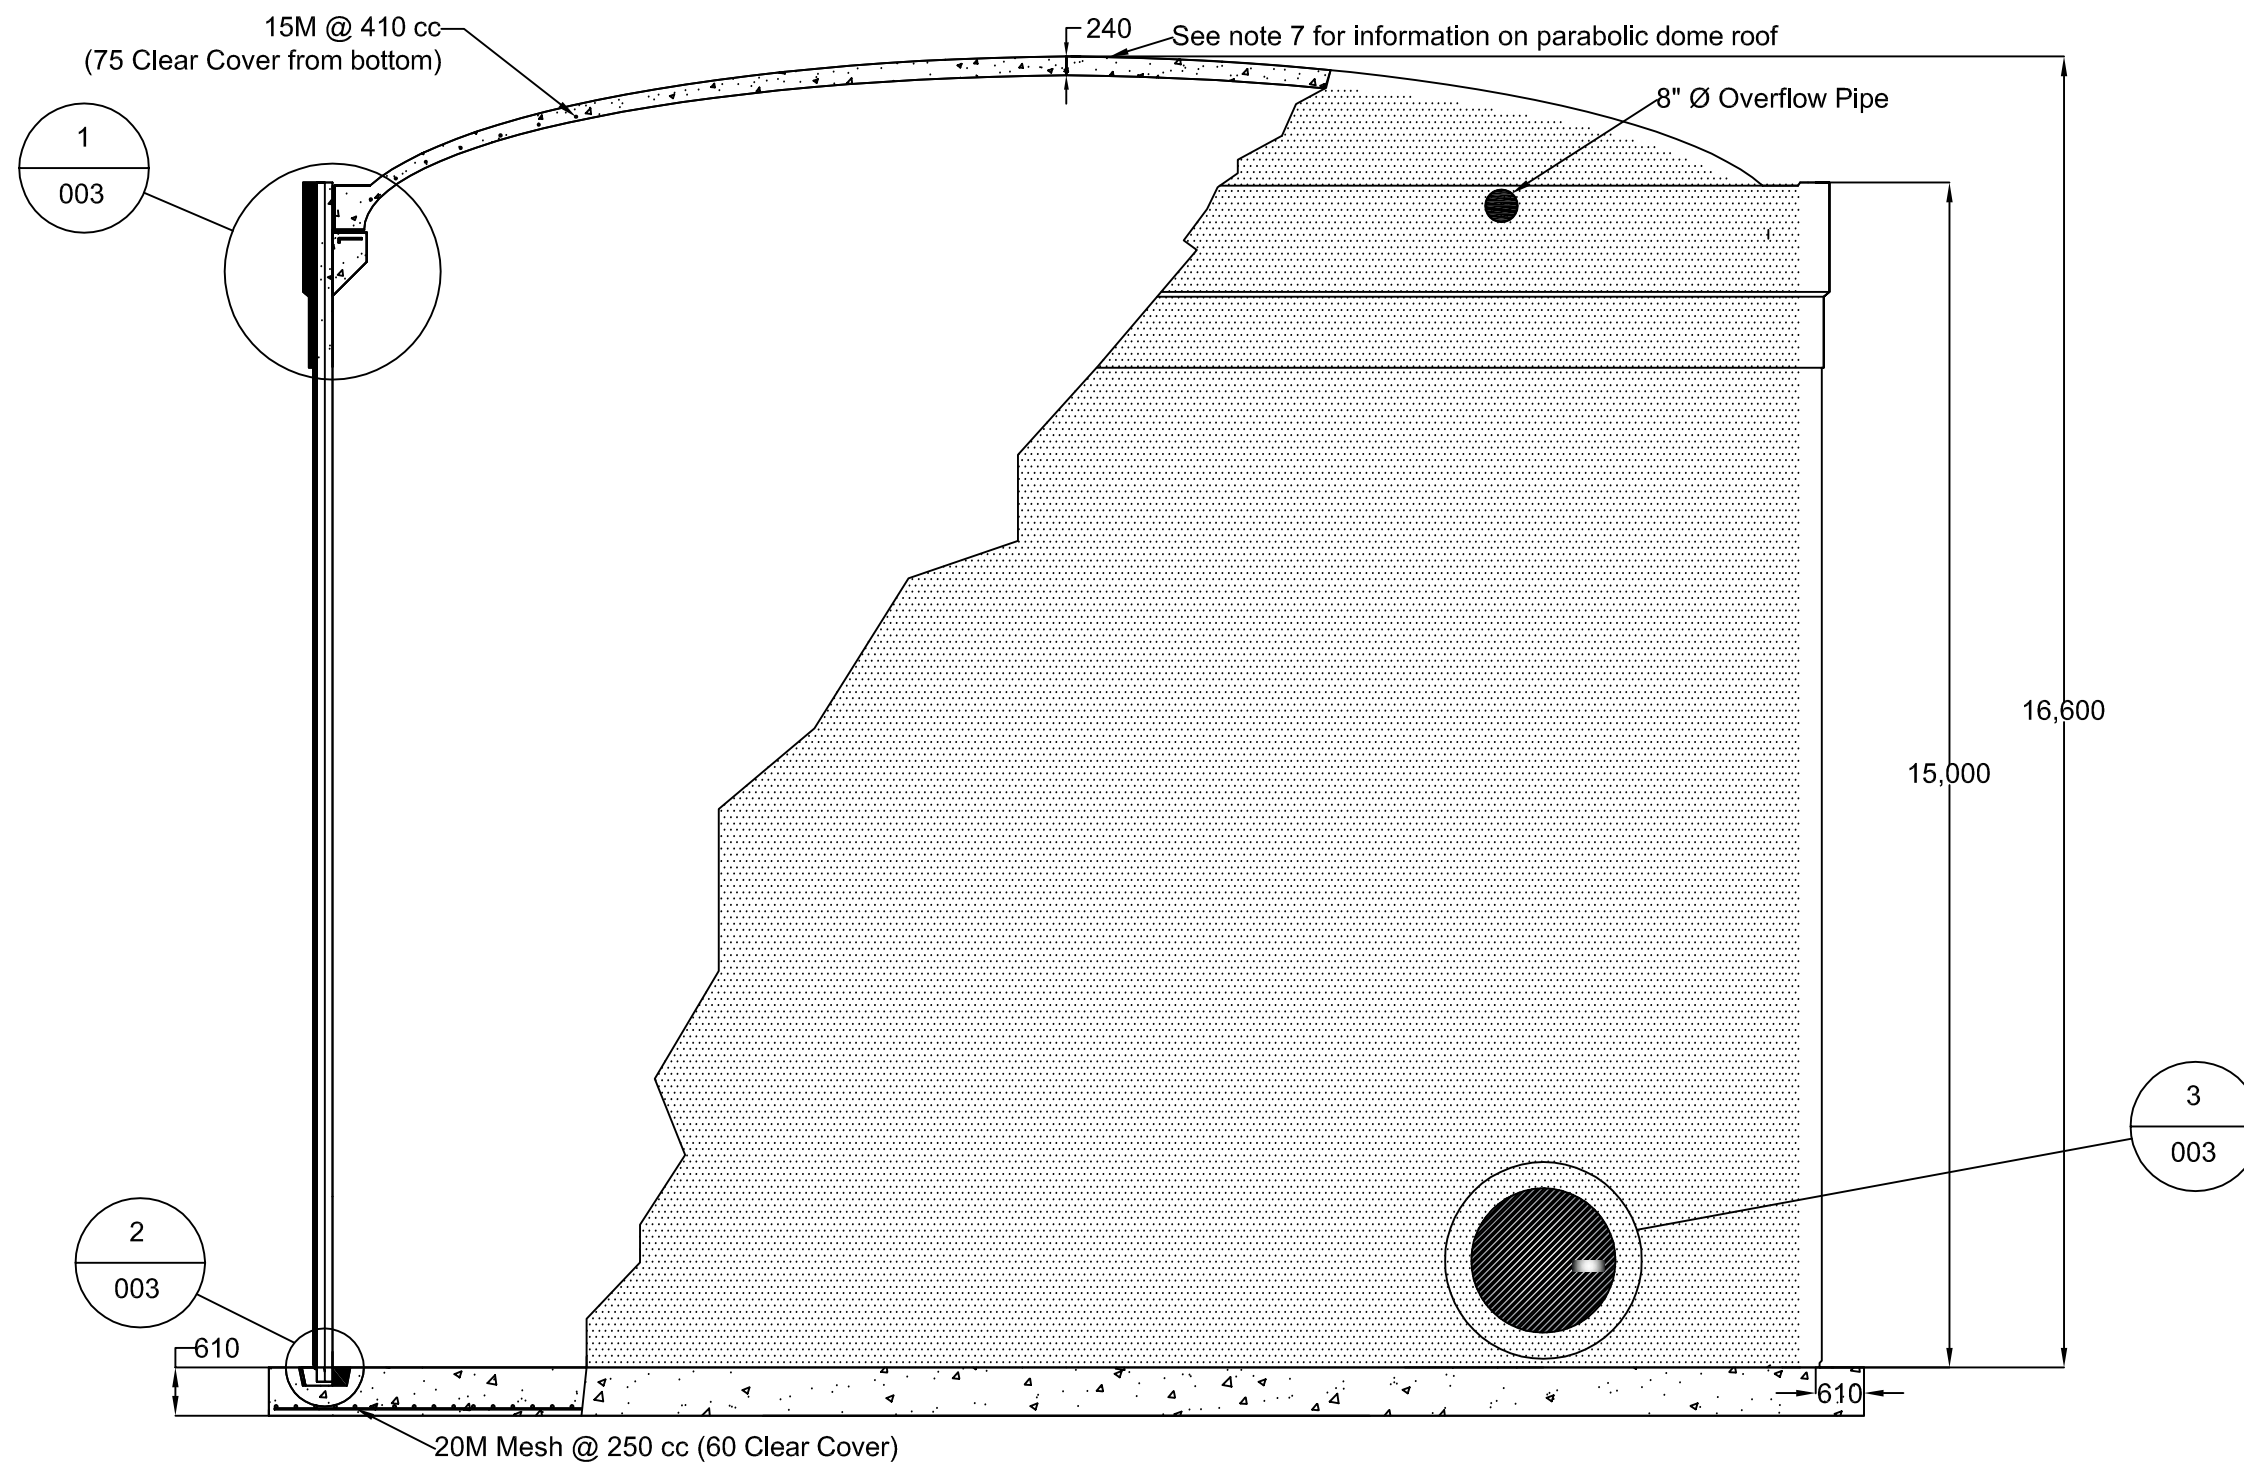 15M @ 410 cc
(75 Clear Cover from bottom)
240
See note 7 for information on parabolic dome roof
8" Ø Overflow Pipe
1
003
16,600
15,000
3
003
2
003
610
610
20M Mesh @ 250 cc (60 Clear Cover)